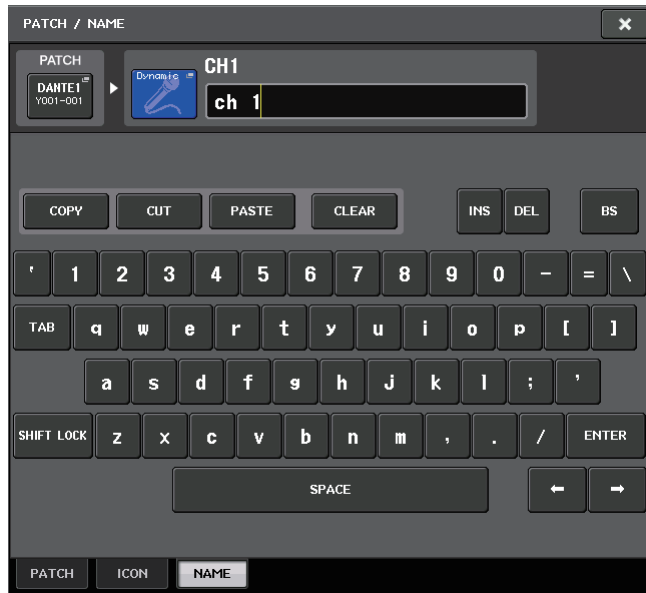 PATCH / NAME
PATCH
DANTE1
Y001-001
Dynamic
CH1
ch 1
COPY CUT PASTE CLEAR INS DEL BS
' 1 2 3 4 5 6 7 8 9 0 - = \
TAB q w e r t y u i o p [ ]
a s d f g h j k l ; '
SHIFT LOCK z x c v b n m , . / ENTER
SPACE ← →
PATCH ICON NAME